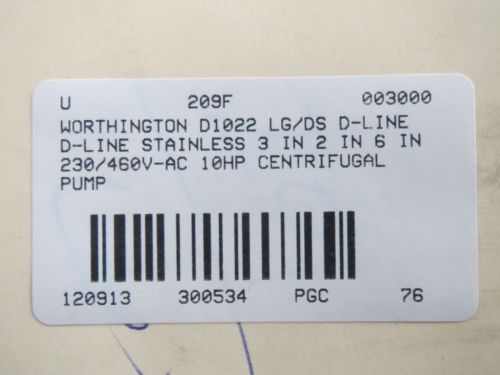 U 209F 003000
WORTHINGTON D1022 LG/DS D-LINE
D-LINE STAINLESS 3 IN 2 IN 6 IN
230/460V-AC 10HP CENTRIFUGAL
PUMP
120913 300534 PGC 76